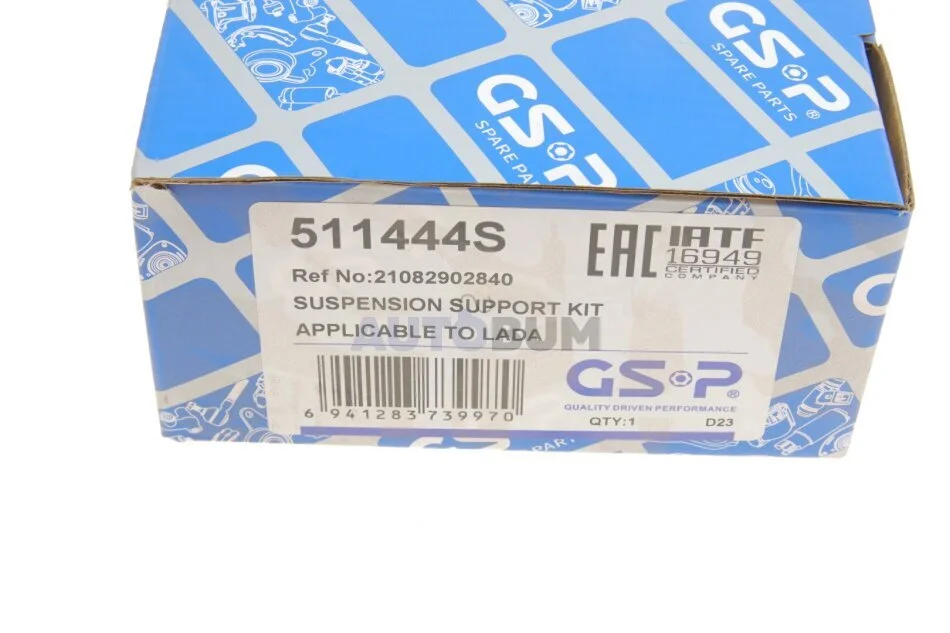 GSP®
SPARE PARTS
GSP
SPARE PARTS
511444S
EAC
IATF
16949
CERTIFIED
COMPANY
Ref No:21082902840
SUSPENSION SUPPORT KIT
APPLICABLE TO LADA
AUTOBUM
6 941283 739970
GSP®
QUALITY DRIVEN PERFORMANCE
QTY:1 D23